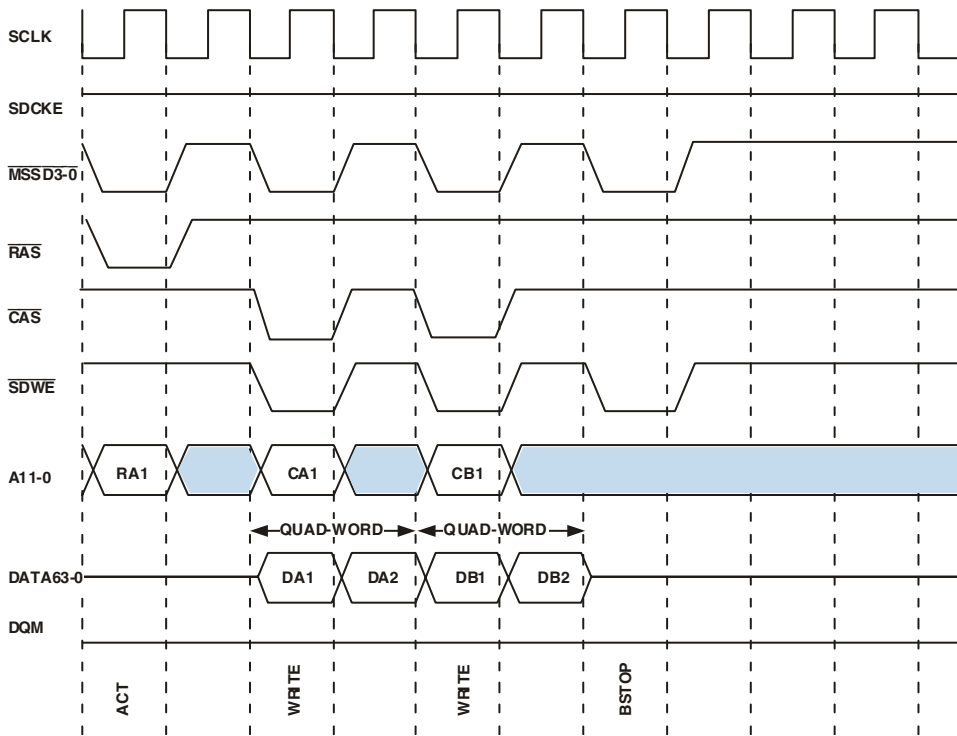 SCLK
SDCKE
MSSD3-0
RAS
CAS
SDWE
A11-0
RA1
CA1
CB1
QUAD-WORD
QUAD-WORD
DATA63-0
DA1
DA2
DB1
DB2
DQM
ACT
WRITE
WRITE
BSTOP